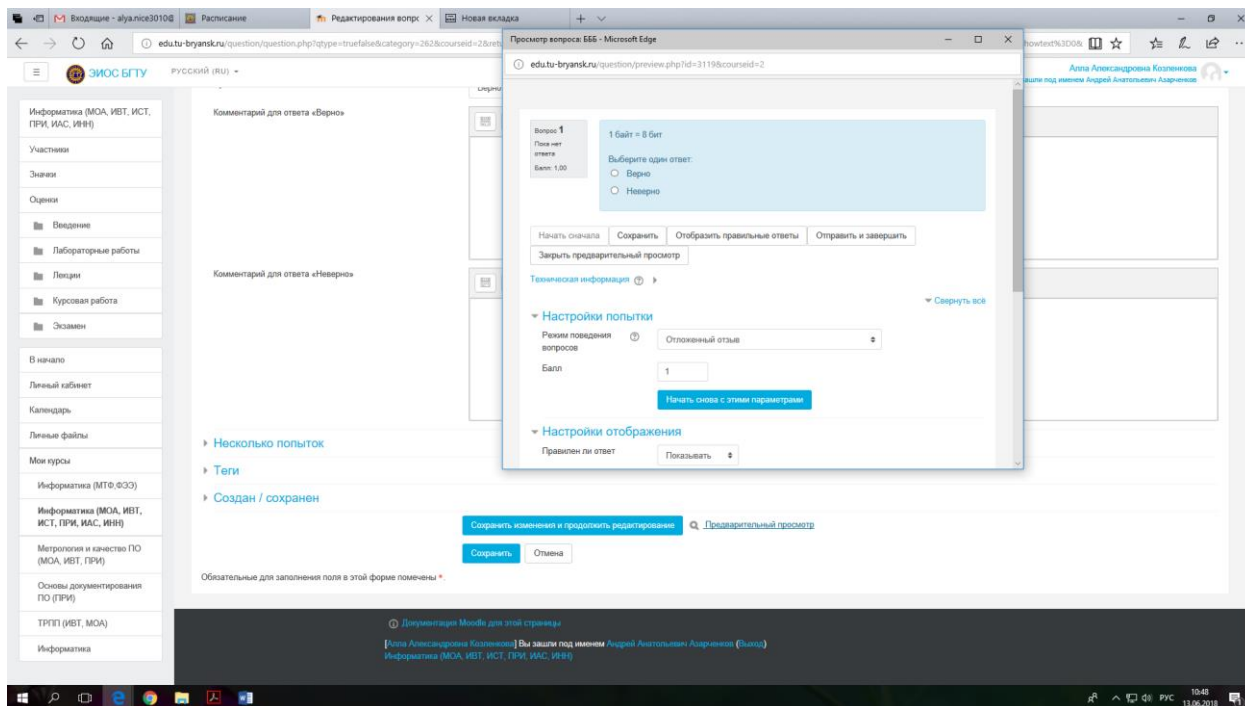 Входящие - alya.nice3010@
Расписание
Редактирования вопрс
Новая вкладка
edu.tu-bryansk.ru/question/question.php?qtype=truefalse&category=262&courseid=2&retu
howtext%3D0&
ЭИОС БГТУ
РУССКИЙ (RU)
Алла Александровна Козленкова
ашли под именем Андрей Анатольевич Азарченков
Информатика (МОА, ИВТ, ИСТ,
ПРИ, ИАС, ИНН)
Участники
Значки
Оценки
Введение
Лабораторные работы
Лекции
Курсовая работа
Экзамен
В начало
Личный кабинет
Календарь
Личные файлы
Мои курсы
Информатика (МТФ,ФЭЭ)
Информатика (МОА, ИВТ,
ИСТ, ПРИ, ИАС, ИНН)
Метрология и качество ПО
(МОА, ИВТ, ПРИ)
Основы документирования
ПО (ПРИ)
ТРПП (ИВТ, МОА)
Информатика
Комментарий для ответа «Верно»
Комментарий для ответа «Неверно»
Несколько попыток
Теги
Создан / сохранен
Сохранить изменения и продолжить редактирование
Предварительный просмотр
Сохранить
Отмена
Обязательные для заполнения поля в этой форме помечены *.
Просмотр вопроса: БББ - Microsoft Edge
edu.tu-bryansk.ru/question/preview.php?id=3119&courseid=2
Вопрос 1
Пока нет
ответа
Балл: 1,00
1 байт = 8 бит
Выберите один ответ:
Верно
Неверно
Начать сначала
Сохранить
Отобразить правильные ответы
Отправить и завершить
Закрыть предварительный просмотр
Техническая информация
Свернуть всё
Настройки попытки
Режим поведения
вопросов
Отложенный отзыв
Балл
1
Начать снова с этими параметрами
Настройки отображения
Правилен ли ответ
Показывать
Документация Moodle для этой страницы
[Алла Александровна Козленкова] Вы зашли под именем Андрей Анатольевич Азарченков (Выход)
Информатика (МОА, ИВТ, ИСТ, ПРИ, ИАС, ИНН)
РУС
10:48
13.06.2018